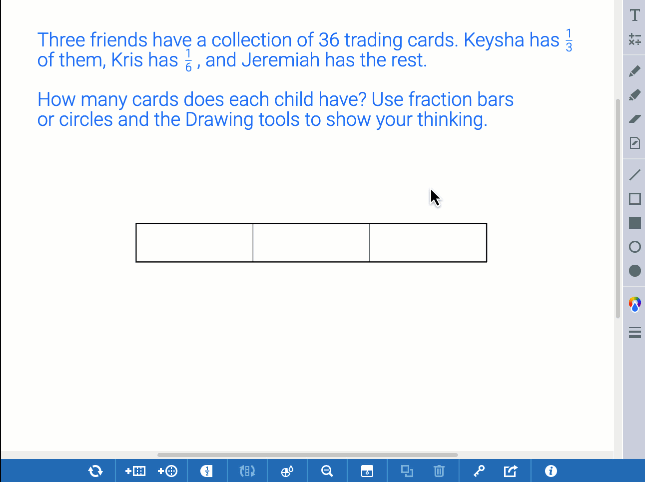 Three friends have a collection of 36 trading cards. Keysha has 1/3
of them, Kris has 1/6 , and Jeremiah has the rest.
How many cards does each child have? Use fraction bars
or circles and the Drawing tools to show your thinking.
T